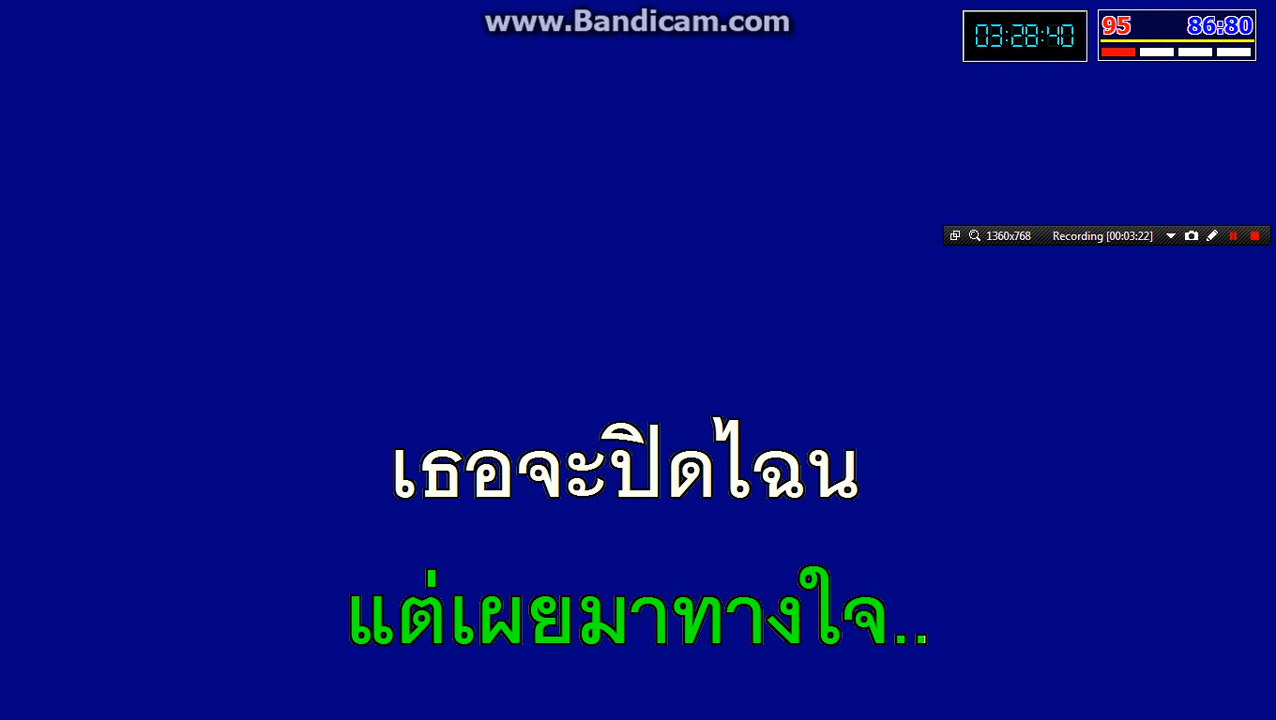 www.Bandicam.com
03:28:40
95 86:80
1360x768 Recording [00:03:22]
เธอจะปิดไฉน
แต่เผยมาทางใจ..